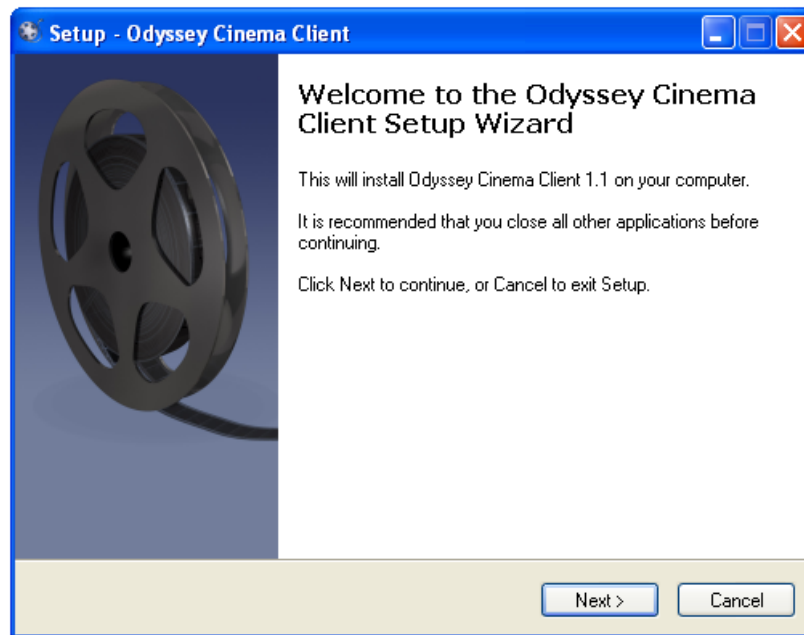 Setup - Odyssey Cinema Client
Welcome to the Odyssey Cinema
Client Setup Wizard
This will install Odyssey Cinema Client 1.1 on your computer.
It is recommended that you close all other applications before
continuing.
Click Next to continue, or Cancel to exit Setup.
Next >
Cancel